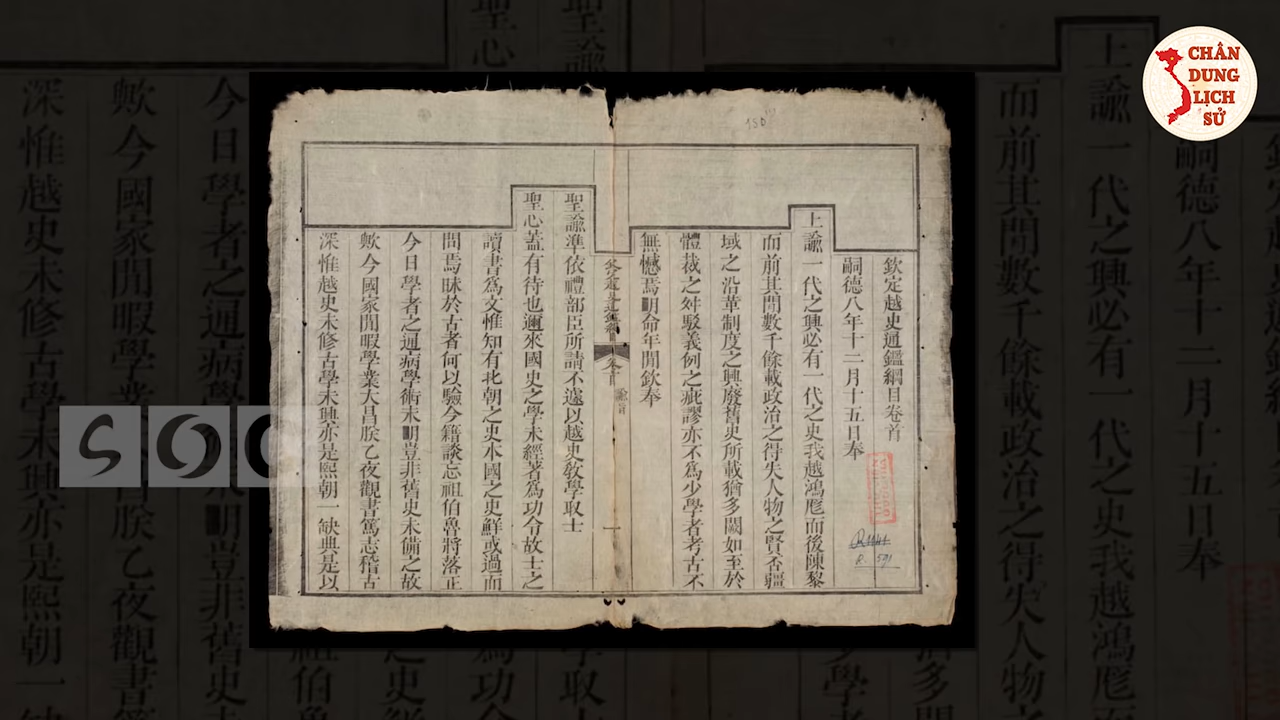 欽定越史通鑑綱目卷首
嗣德八年十二月十五日奉
上諭一代之興必有一代之史我越鴻厖而後陳黎
而前其間數千餘載政治之得失人物之賢否疆
域之沿革制度之興廢舊史所載猶多闕如至於
體裁之舛駁義例之疵謬亦不爲少學者考古不
無憾焉明命年間欽奉
聖諭準依禮部臣所請不遽以越史敎學取士
聖心蓋有待也邇來國史之學未經著爲功令故士之
讀書爲文惟知有北朝之史本國之史鮮或過而
問焉昧於古者何以驗今籍談忘祖伯魯將落正
今日學者之通病學術未明豈非舊史未備之故
歟今國家閒暇學業大昌朕乙夜觀書篤志稽古
深惟越史未修古學未興亦是熙朝一缺典是以
CHÂN
DUNG
LỊCH
SỬ